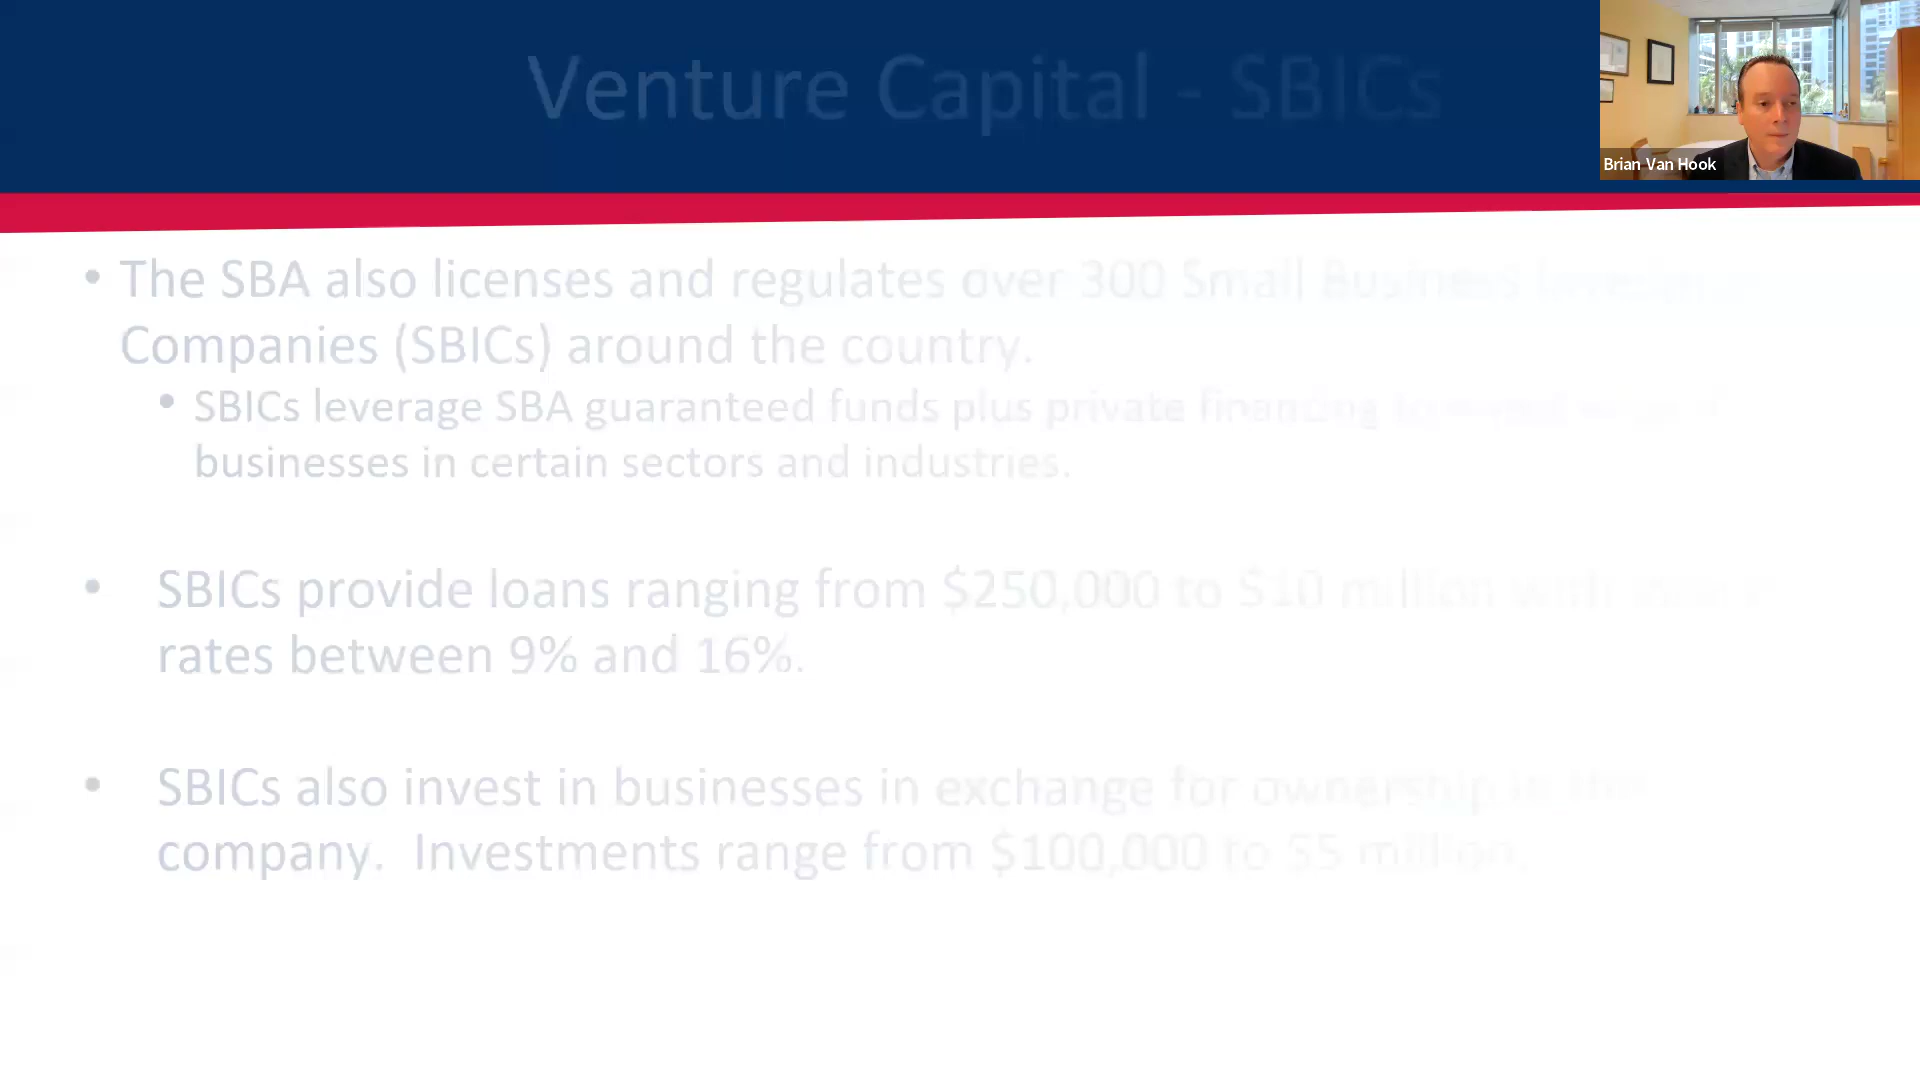 Venture Capital - SBICs
Brian Van Hook
• The SBA also licenses and regulates over 300 Small Business
Companies (SBICs) around the country.
• SBICs leverage SBA guaranteed funds plus private financing to
businesses in certain sectors and industries.
• SBICs provide loans ranging from $250,000 to $10 million with
rates between 9% and 16%.
• SBICs also invest in businesses in exchange for ownership in the
company. Investments range from $100,000 to $5 million.